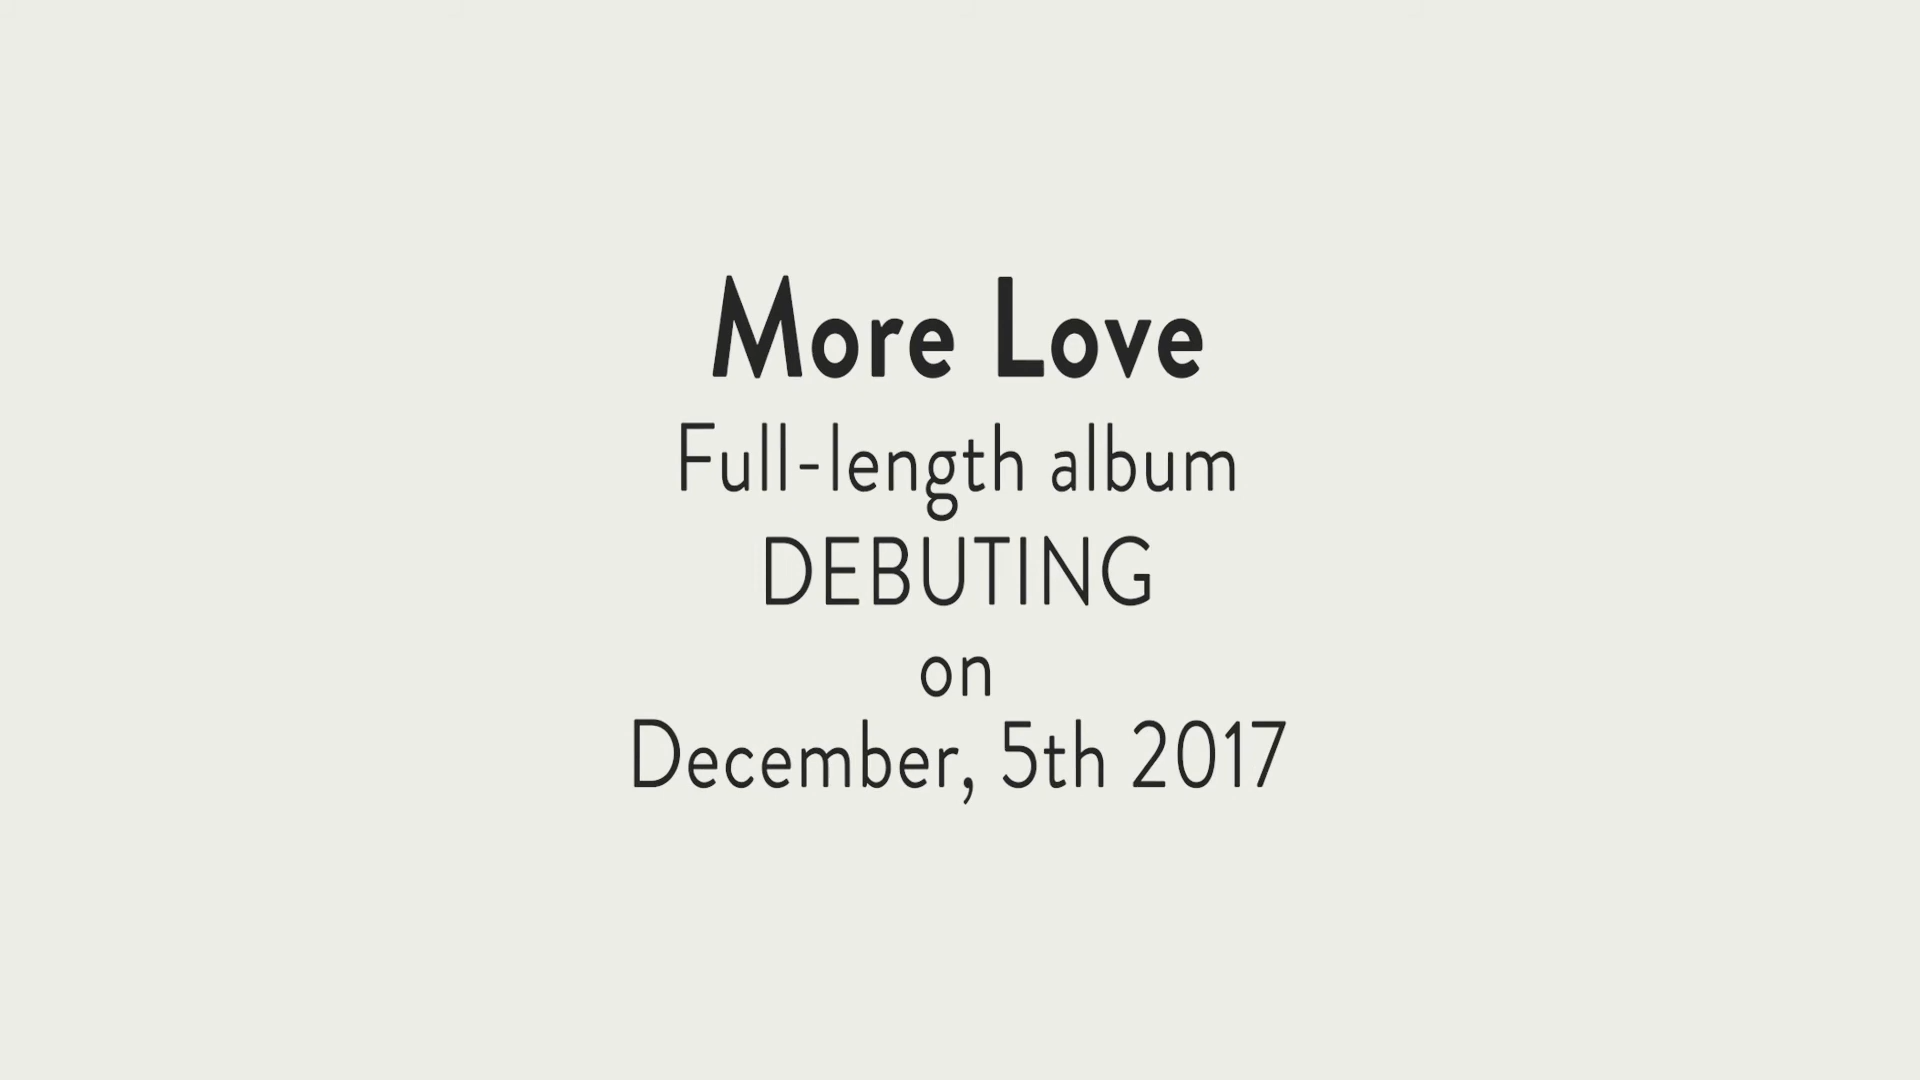 More Love
Full-length album
DEBUTING
on
December, 5th 2017